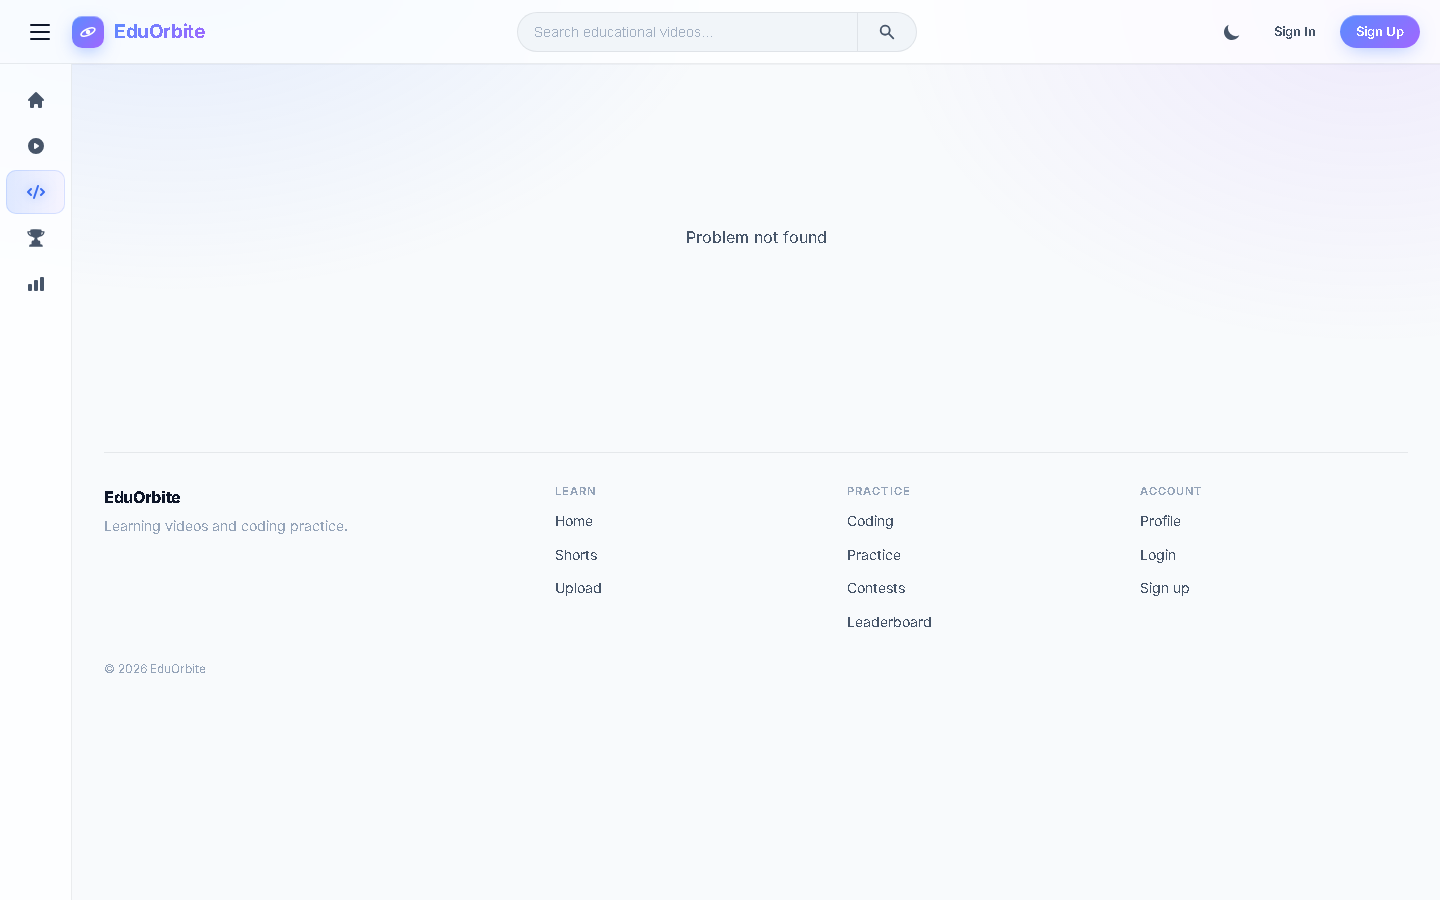 EduOrbite
Search educational videos...
Sign In
Sign Up
Problem not found
EduOrbite
Learning videos and coding practice.
LEARN
Home
Shorts
Upload
PRACTICE
Coding
Practice
Contests
Leaderboard
ACCOUNT
Profile
Login
Sign up
© 2026 EduOrbite